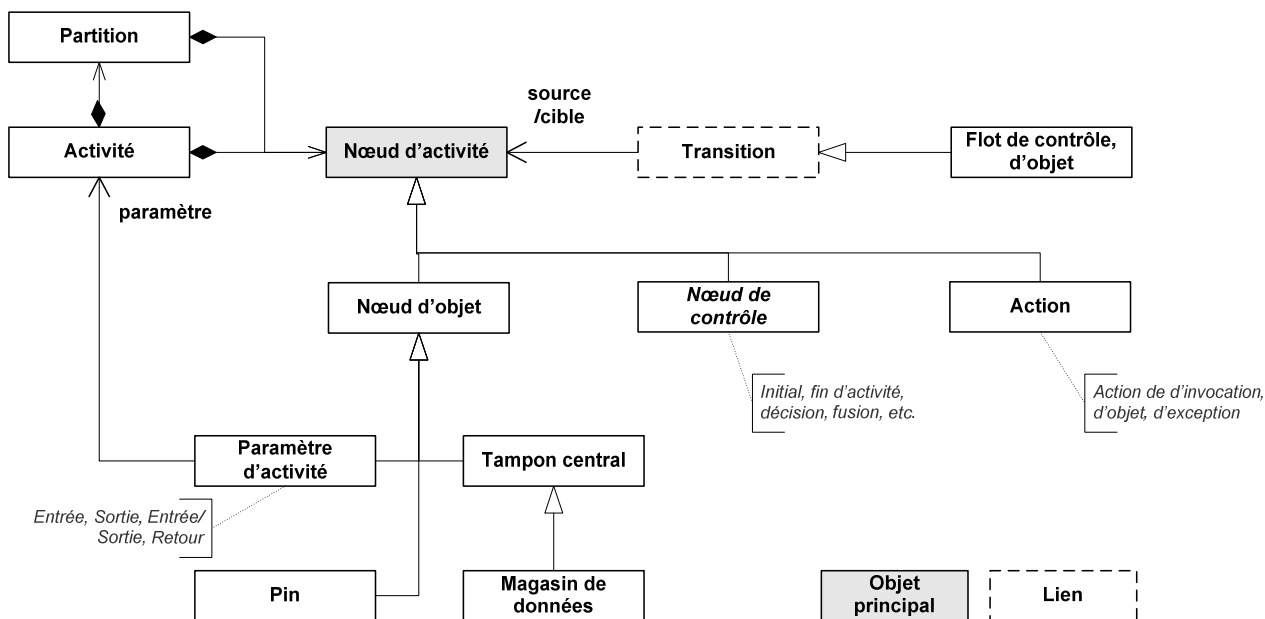 Partition
source
/cible
Activité
Nœud d'activité
Transition
Flot de contrôle,
d'objet
paramètre
Nœud d'objet
Nœud de
contrôle
Action
Initial, fin d'activité,
décision, fusion, etc.
Action de d'invocation,
d'objet, d'exception
Paramètre
d'activité
Tampon central
Entrée, Sortie, Entrée/
Sortie, Retour
Pin
Magasin de
données
Objet
principal
Lien